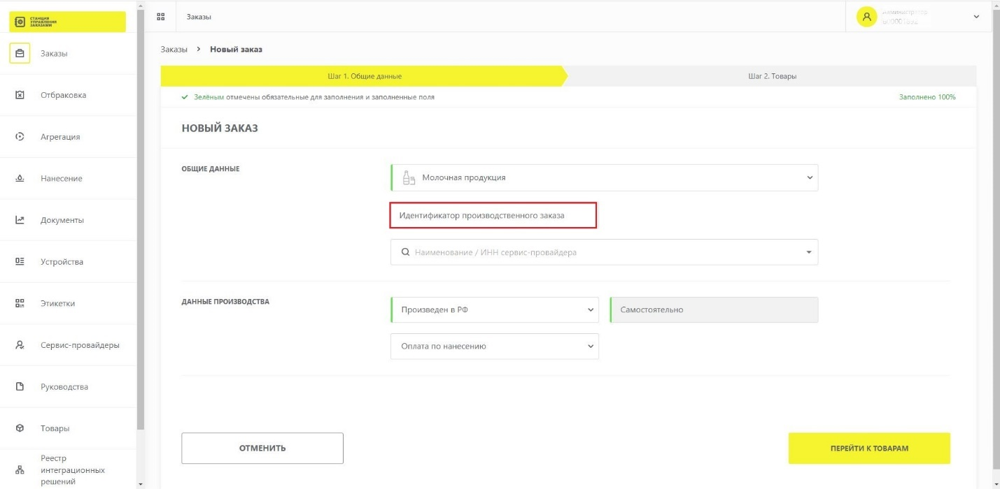 СТАНЦИЯ
УПРАВЛЕНИЯ
ЗАКАЗАМИ
Заказы
Заказы
Отбраковка
Агрегация
Нанесение
Документы
Устройства
Этикетки
Сервис-провайдеры
Руководства
Товары
Реестр
интеграционных
решений
Заказы > Новый заказ
Шаг 1. Общие данные
Шаг 2. Товары
Зелёным отмечены обязательные для заполнения и заполненные поля
Заполнено 100%
НОВЫЙ ЗАКАЗ
ОБЩИЕ ДАННЫЕ
Молочная продукция
Идентификатор производственного заказа
Наименование / ИНН сервис-провайдера
ДАННЫЕ ПРОИЗВОДСТВА
Произведен в РФ
Самостоятельно
Оплата по нанесению
ОТМЕНИТЬ
ПЕРЕЙТИ К ТОВАРАМ